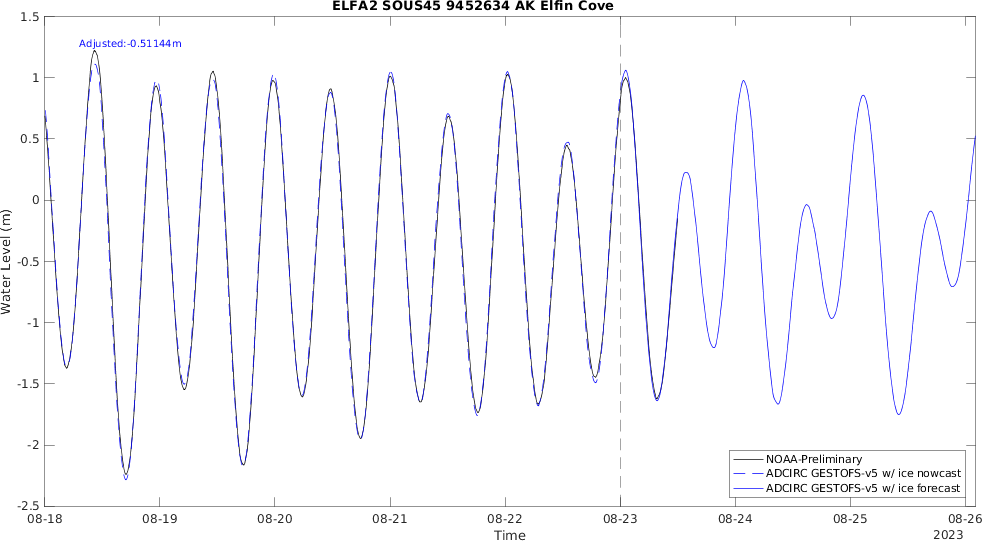 ELFA2 SOUS45 9452634 AK Elfin Cove
Adjusted:-0.51144m
1.5
1
0.5
0
-0.5
-1
-1.5
-2
-2.5
Water Level (m)
NOAA-Preliminary
ADCIRC GESTOFS-v5 w/ ice nowcast
ADCIRC GESTOFS-v5 w/ ice forecast
08-18 08-19 08-20 08-21 08-22 08-23 08-24 08-25 08-26
Time
2023